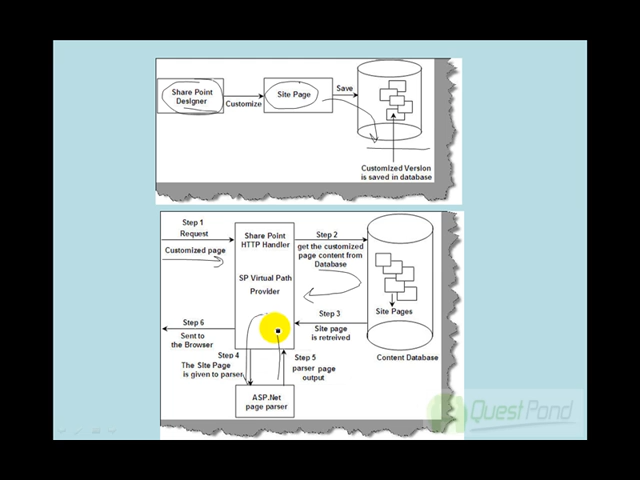 Share Point
Designer
Customize
Site Page
Save
Customized Version
is saved in database
Step 1
Request
Customized page
Share Point
HTTP Handler
SP Virtual Path
Provider
Step 2
get the customized
page content from
Database
Site Pages
Step 3
Site page
is retreived
Content Database
Step 6
Sent to
the Browser
Step 4
The Site Page
is given to parser
Step 5
parser page
output
ASP.Net
page parser
QuestPond